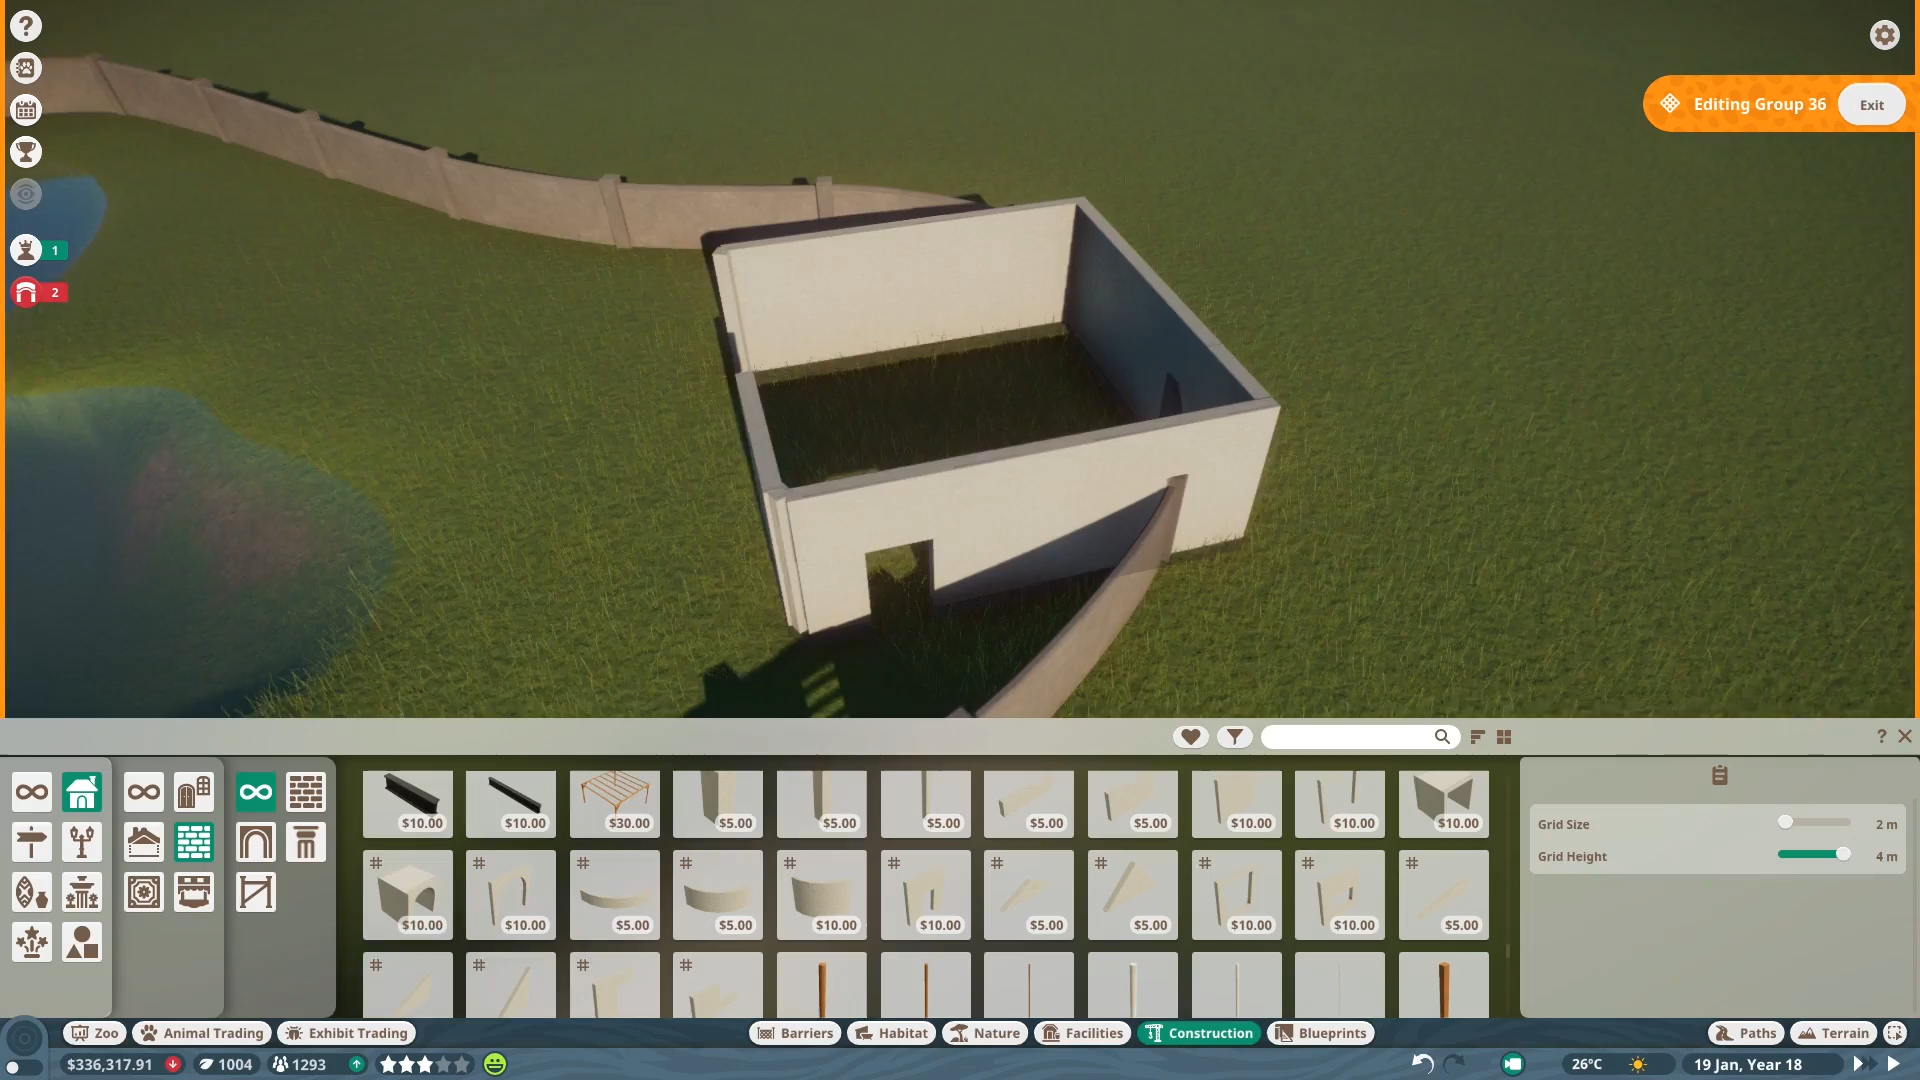 ?
Editing Group 36 Exit
1
2
? 
$10.00 $10.00 $30.00 $5.00 $5.00 $5.00 $5.00 $5.00 $10.00 $10.00 $10.00
# # # # # # # # # # #
$10.00 $10.00 $5.00 $5.00 $10.00 $10.00 $5.00 $5.00 $10.00 $10.00 $5.00
# # # #
Grid Size 2 m
Grid Height 4 m
Zoo Animal Trading Exhibit Trading Barriers Habitat Nature Facilities Construction Blueprints Paths Terrain
$336,317.91 1004 1293 26°C 19 Jan, Year 18